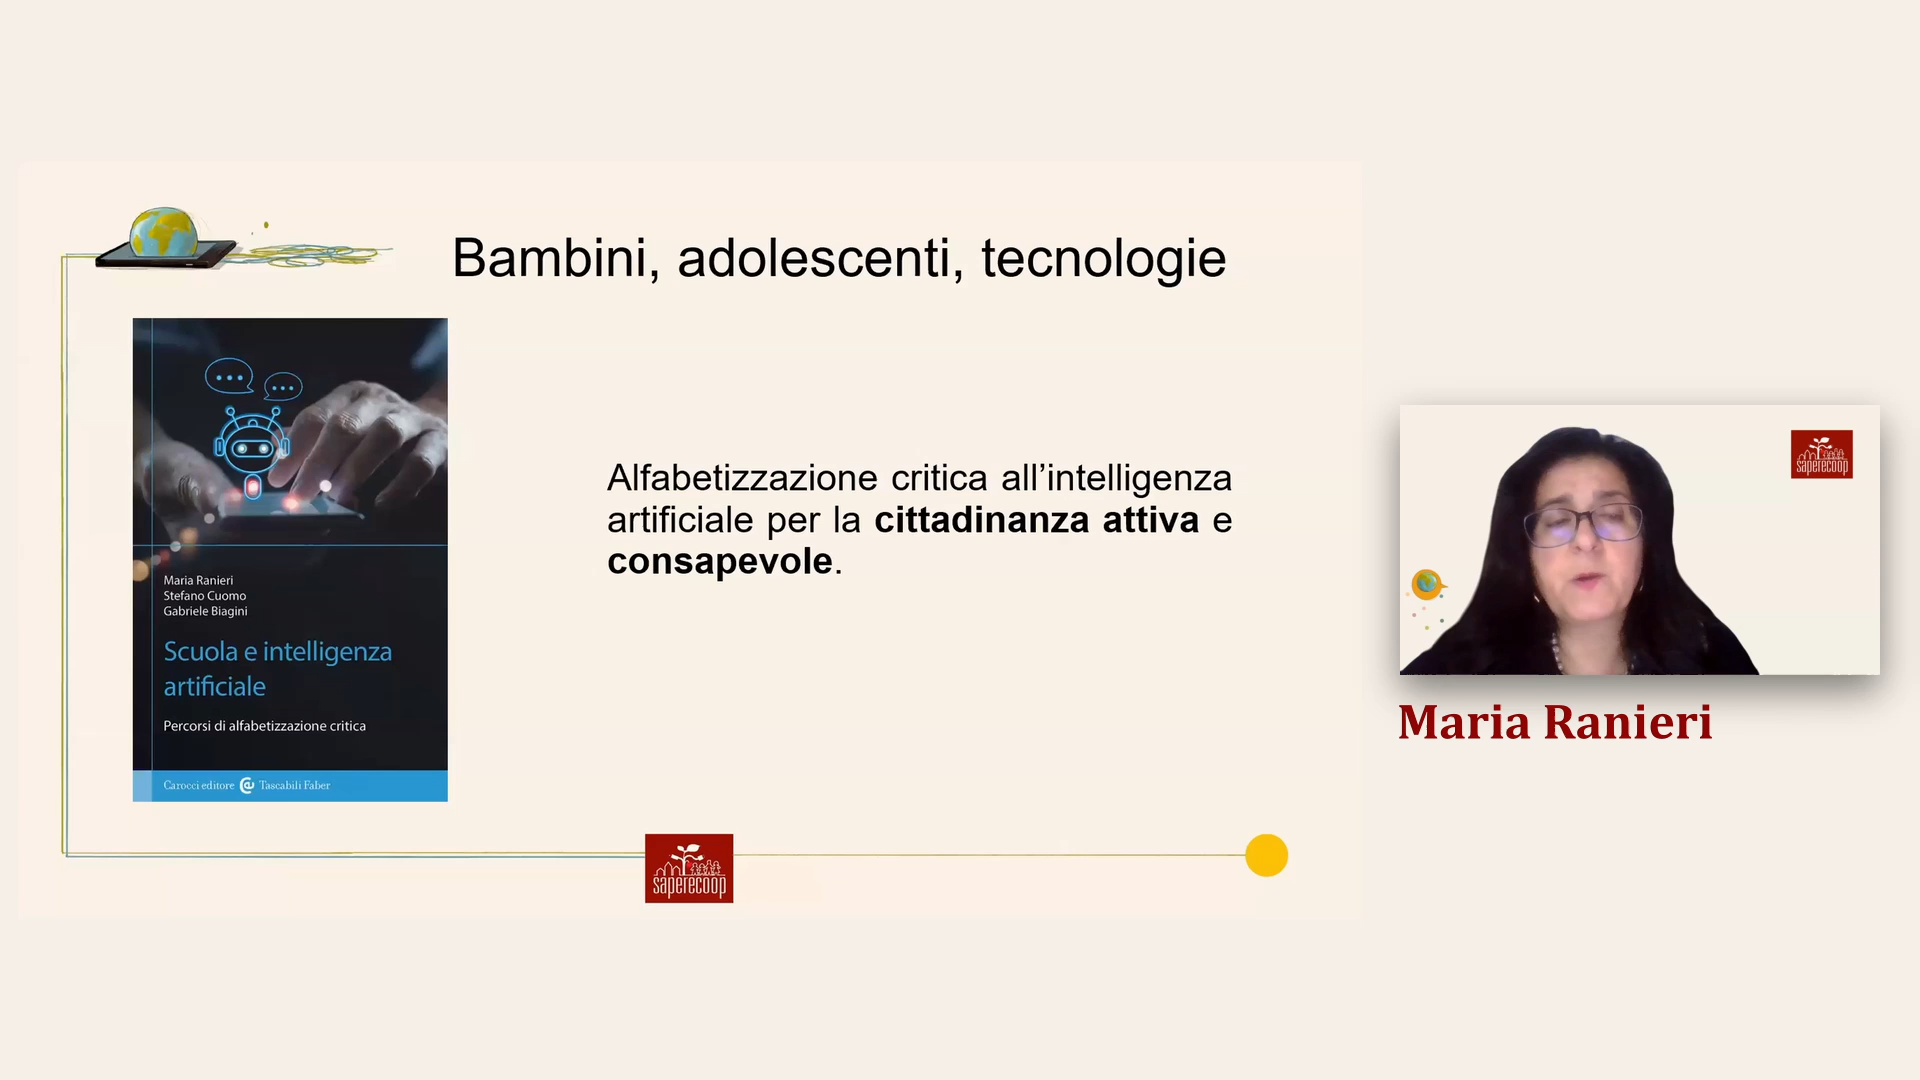 Bambini, adolescenti, tecnologie
Maria Ranieri
Stefano Cuomo
Gabriele Biagini
Scuola e intelligenza
artificiale
Percorsi di alfabetizzazione critica
Carocci editore @ Tascabili Faber
Alfabetizzazione critica all’intelligenza
artificiale per la cittadinanza attiva e
consapevole.
saperecoop
saperecoop
Maria Ranieri